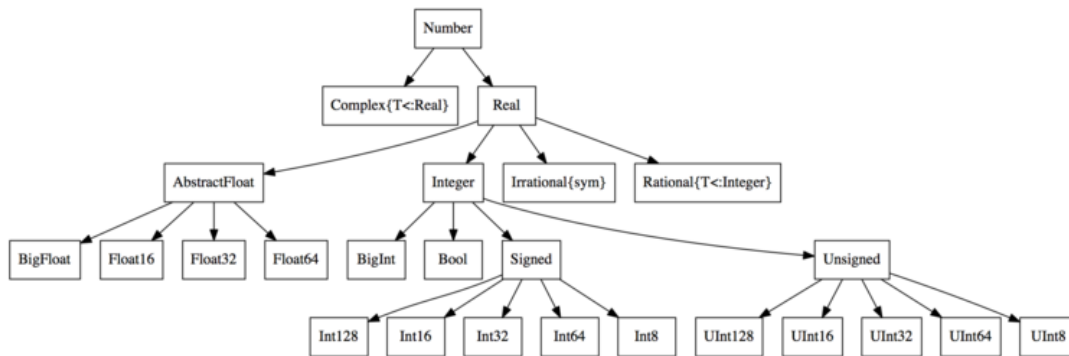 Number
Complex{T<:Real}
Real
AbstractFloat
Integer
Irrational{sym}
Rational{T<:Integer}
BigFloat
Float16
Float32
Float64
BigInt
Bool
Signed
Unsigned
Int128
Int16
Int32
Int64
Int8
UInt128
UInt16
UInt32
UInt64
UInt8